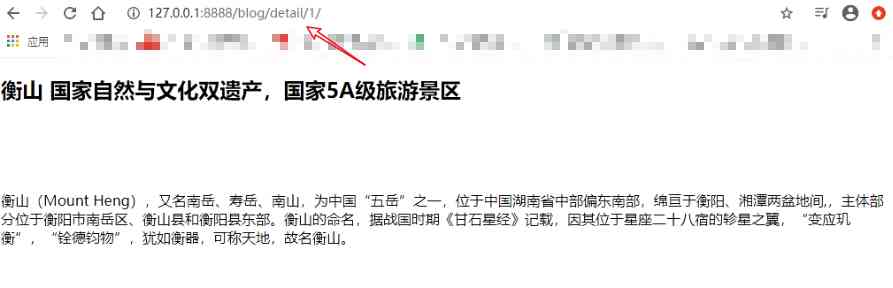 127.0.0.1:8888/blog/detail/1/
应用
衡山 国家自然与文化双遗产，国家5A级旅游景区
衡山（Mount Heng），又名南岳、寿岳、南山，为中国“五岳”之一，位于中国湖南省中部偏东南部，绵亘于衡阳、湘潭两盆地间,，主体部
分位于衡阳市南岳区、衡山县和衡阳县东部。衡山的命名，据战国时期《甘石星经》记载，因其位于星座二十八宿的轸星之翼，“变应玑
衡”，“铨德钧物”，犹如衡器，可称天地，故名衡山。